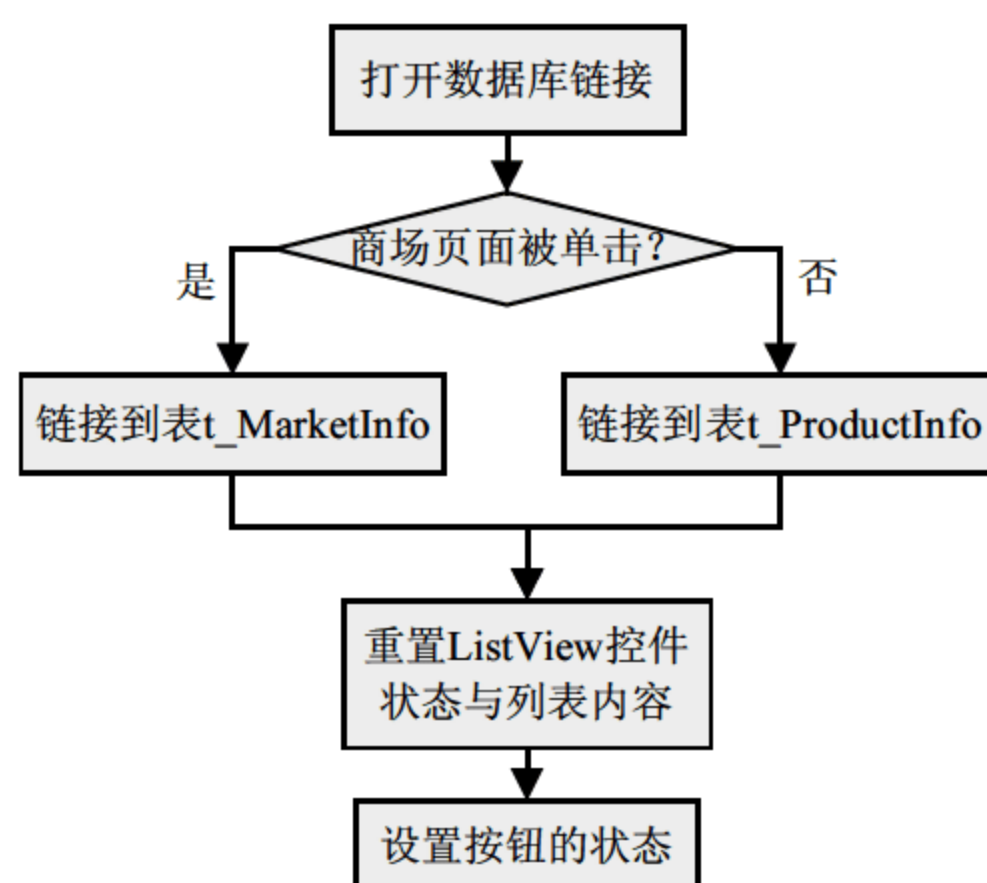 打开数据库链接
商场页面被单击？
是
否
链接到表t_MarketInfo
链接到表t_ProductInfo
重置ListView控件
状态与列表内容
设置按钮的状态